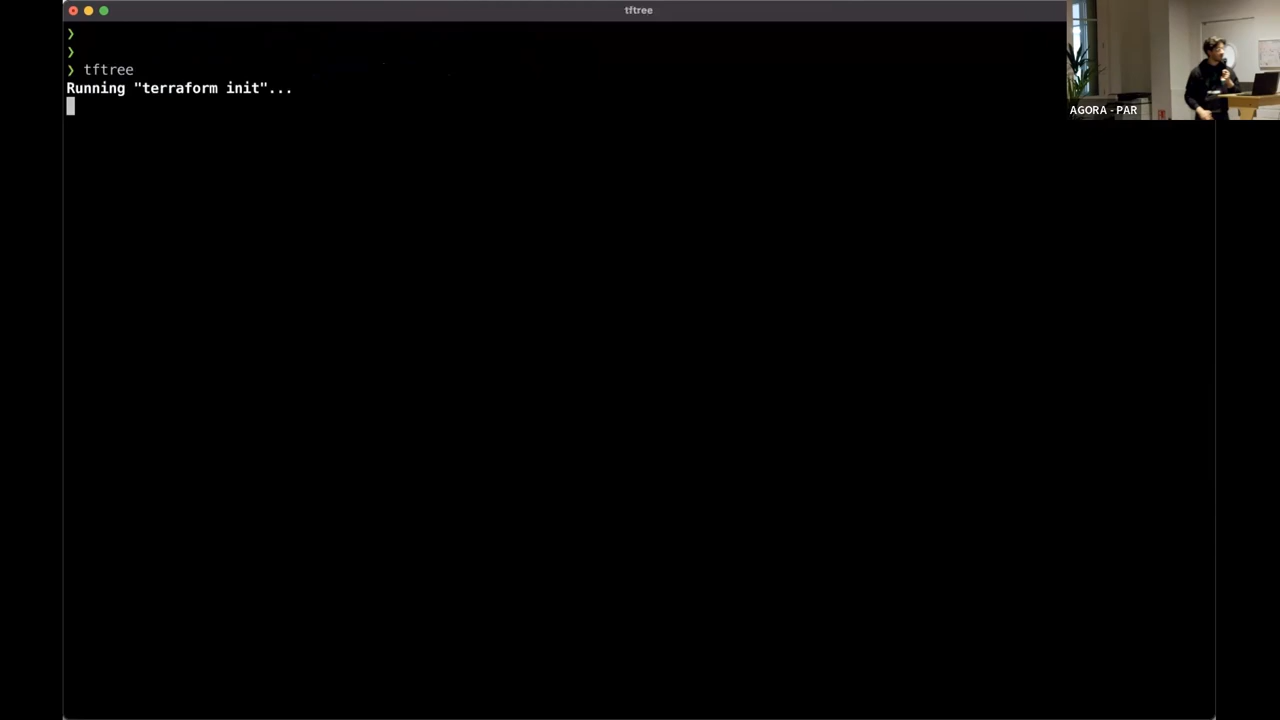 tftree
❯
❯
❯ tftree
Running "terraform init"...
AGORA - PAR